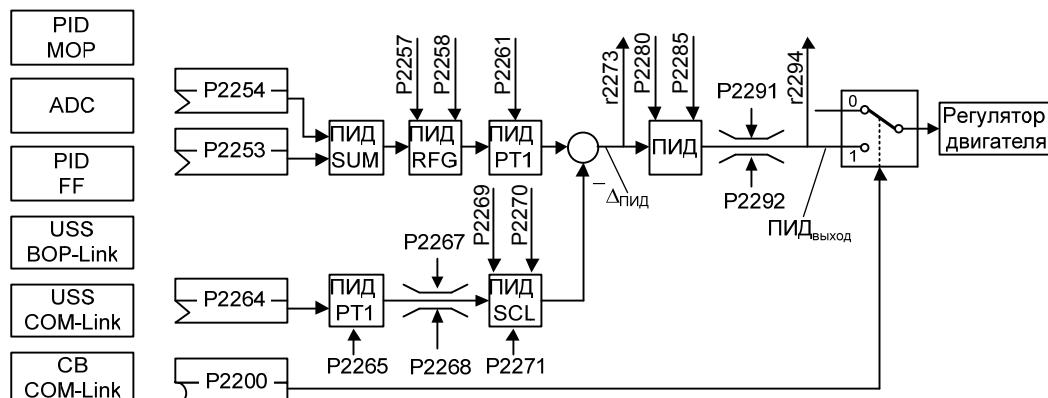 PID
MOP
ADC
PID
FF
USS
BOP-Link
USS
COM-Link
CB
COM-Link
P2254
P2253
P2264
P2200
ПИД
SUM
P2257
P2258
ПИД
RFG
P2261
ПИД
PT1
r2273
– Δпид
P2280
P2285
ПИД
P2291
P2292
r2294
ПИДвыход
0
1
Регулятор
двигателя
ПИД
PT1
P2265
P2267
P2268
P2269
P2270
ПИД
SCL
P2271